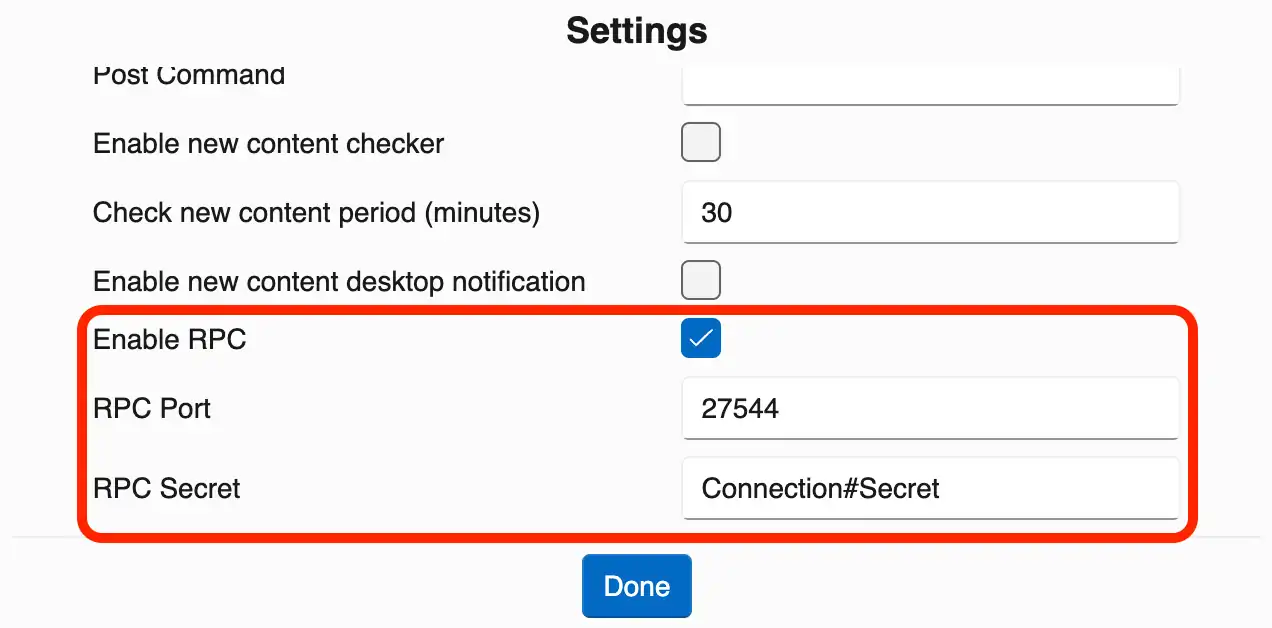 Settings
Post Command
Enable new content checker
Check new content period (minutes) 30
Enable new content desktop notification
Enable RPC
RPC Port 27544
RPC Secret Connection#Secret
Done